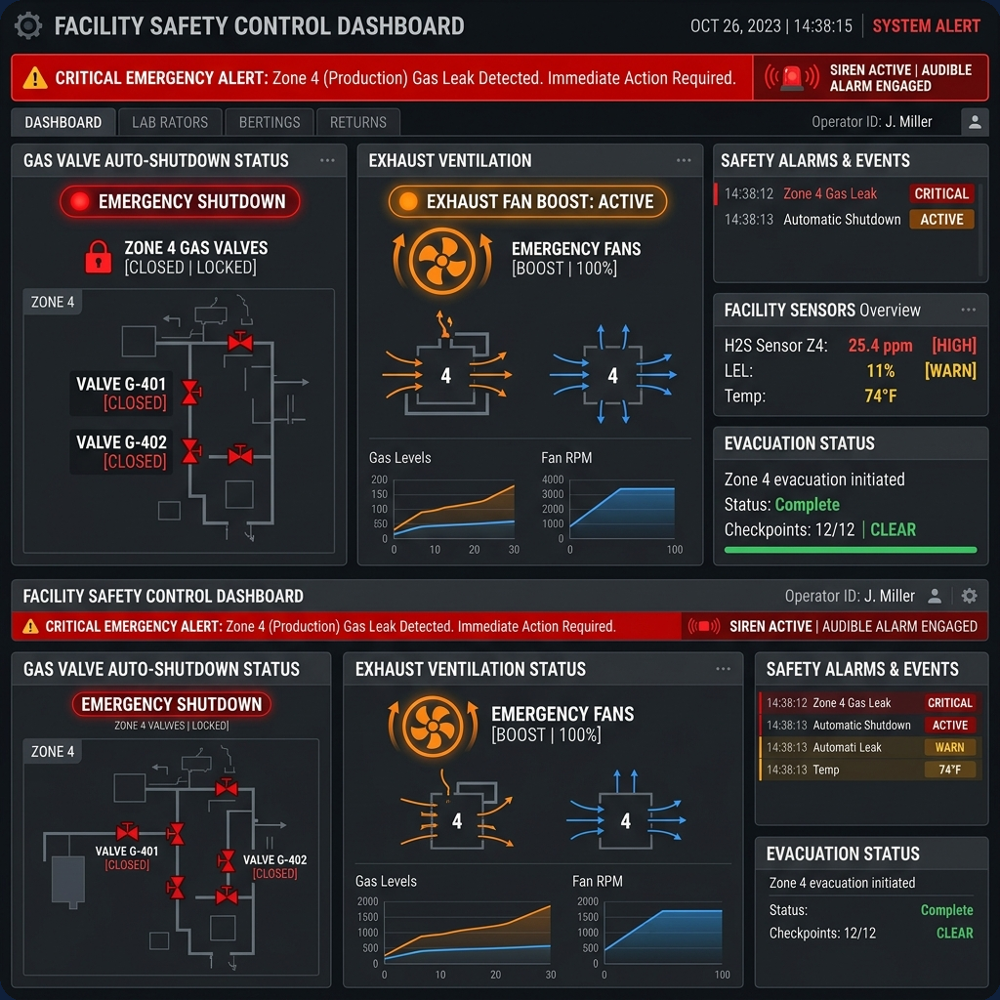 FACILITY SAFETY CONTROL DASHBOARD
OCT 26, 2023 | 14:38:15 | SYSTEM ALERT
CRITICAL EMERGENCY ALERT: Zone 4 (Production) Gas Leak Detected. Immediate Action Required.
SIREN ACTIVE | AUDIBLE
ALARM ENGAGED
DASHBOARD
LAB RATORS
BERTINGS
RETURNS
Operator ID: J. Miller
GAS VALVE AUTO-SHUTDOWN STATUS
EMERGENCY SHUTDOWN
ZONE 4 GAS VALVES
[CLOSED | LOCKED]
ZONE 4
VALVE G-401
[CLOSED]
VALVE G-402
[CLOSED]
EXHAUST VENTILATION
EXHAUST FAN BOOST: ACTIVE
EMERGENCY FANS
[BOOST | 100%]
4
4
Gas Levels
200
150
100
650
0
0
10
20
30
Fan RPM
4000
3000
2000
1000
0
0
100
SAFETY ALARMS & EVENTS
14:38:12 Zone 4 Gas Leak CRITICAL
14:38:13 Automatic Shutdown ACTIVE
FACILITY SENSORS Overview
H2S Sensor Z4: 25.4 ppm [HIGH]
LEL: 11% [WARN]
Temp: 74°F
EVACUATION STATUS
Zone 4 evacuation initiated
Status: Complete
Checkpoints: 12/12 | CLEAR
FACILITY SAFETY CONTROL DASHBOARD
Operator ID: J. Miller
CRITICAL EMERGENCY ALERT: Zone 4 (Production) Gas Leak Detected. Immediate Action Required.
SIREN ACTIVE | AUDIBLE ALARM ENGAGED
GAS VALVE AUTO-SHUTDOWN STATUS
EMERGENCY SHUTDOWN
ZONE 4 VALWVES | LOCKED|
ZONE 4
VALVE G-401
[CLOSED]
VALVE G-402
[CLOSED]
EXHAUST VENTILATION STATUS
EMERGENCY FANS
[BOOST | 100%]
4
4
Gas Levels
2000
1500
1000
500
0
0
10
20
30
Fan RPM
2000
1500
1000
500
0
0
100
SAFETY ALARMS & EVENTS
14:38:12 Zone 4 Gas Leak CRITICAL
14:38:13 Automatic Shutdown ACTIVE
14:38:13 Automati Leak WARN
14:38:13 Temp 74°F
EVACUATION STATUS
Zone 4 evacuation initiated
Status: Complete
Checkpoints: 12/12 CLEAR